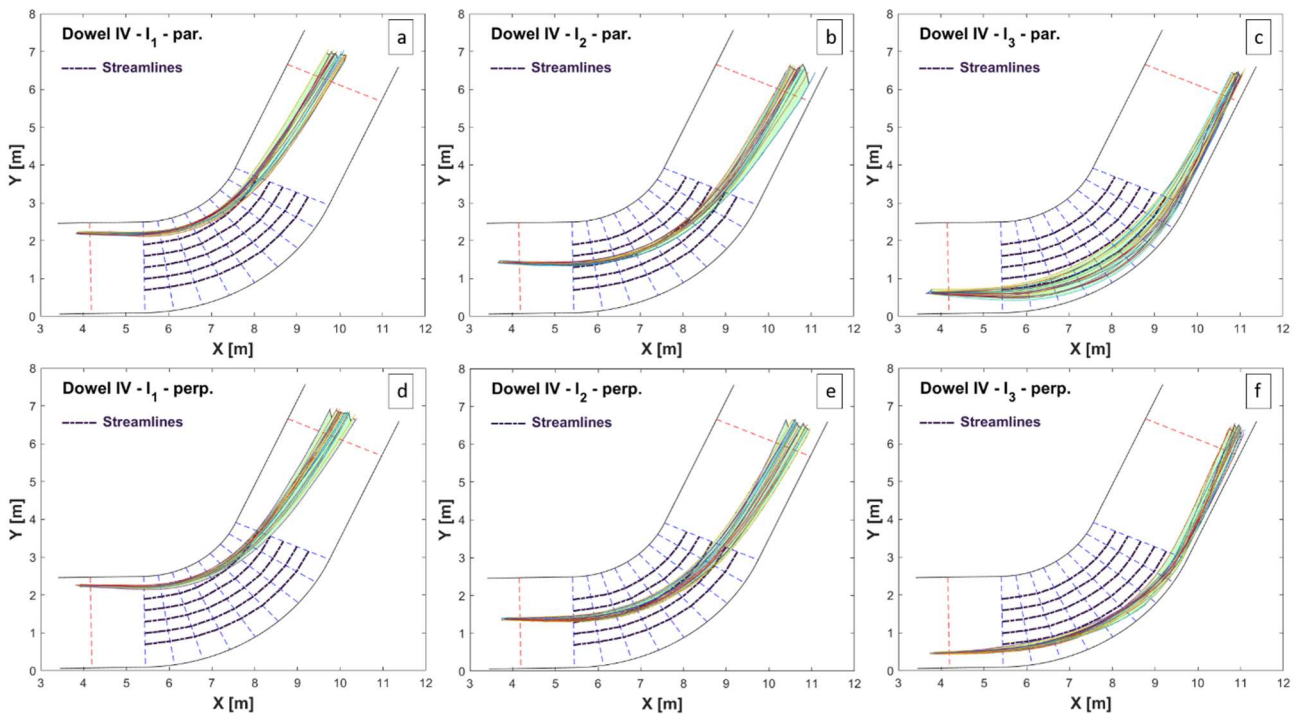 Dowel IV - I1 - par.
a
Streamlines
Y [m]
8
7
6
5
4
3
2
1
0
3 4 5 6 7 8 9 10 11 12
X [m]
Dowel IV - I2 - par.
b
Streamlines
Y [m]
8
7
6
5
4
3
2
1
0
3 4 5 6 7 8 9 10 11 12
X [m]
Dowel IV - I3 - par.
c
Streamlines
Y [m]
8
7
6
5
4
3
2
1
0
3 4 5 6 7 8 9 10 11 12
X [m]
Dowel IV - I1 - perp.
d
Streamlines
Y [m]
8
7
6
5
4
3
2
1
0
3 4 5 6 7 8 9 10 11 12
X [m]
Dowel IV - I2 - perp.
e
Streamlines
Y [m]
8
7
6
5
4
3
2
1
0
3 4 5 6 7 8 9 10 11 12
X [m]
Dowel IV - I3 - perp.
f
Streamlines
Y [m]
8
7
6
5
4
3
2
1
0
3 4 5 6 7 8 9 10 11 12
X [m]